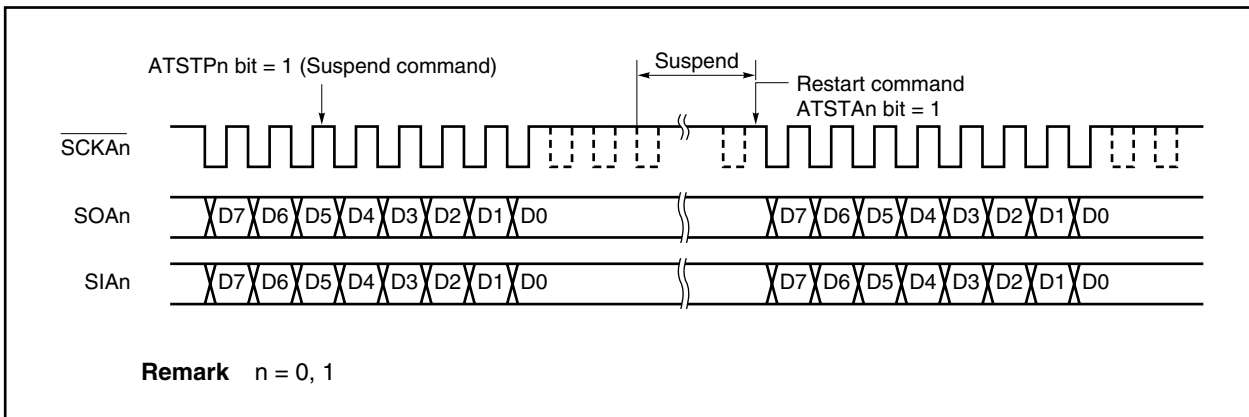 ATSTPn bit = 1 (Suspend command)
Suspend
Restart command
ATSTAn bit = 1
SCKAn
SOAn D7 D6 D5 D4 D3 D2 D1 D0 D7 D6 D5 D4 D3 D2 D1 D0
SIAn D7 D6 D5 D4 D3 D2 D1 D0 D7 D6 D5 D4 D3 D2 D1 D0
Remark n = 0, 1